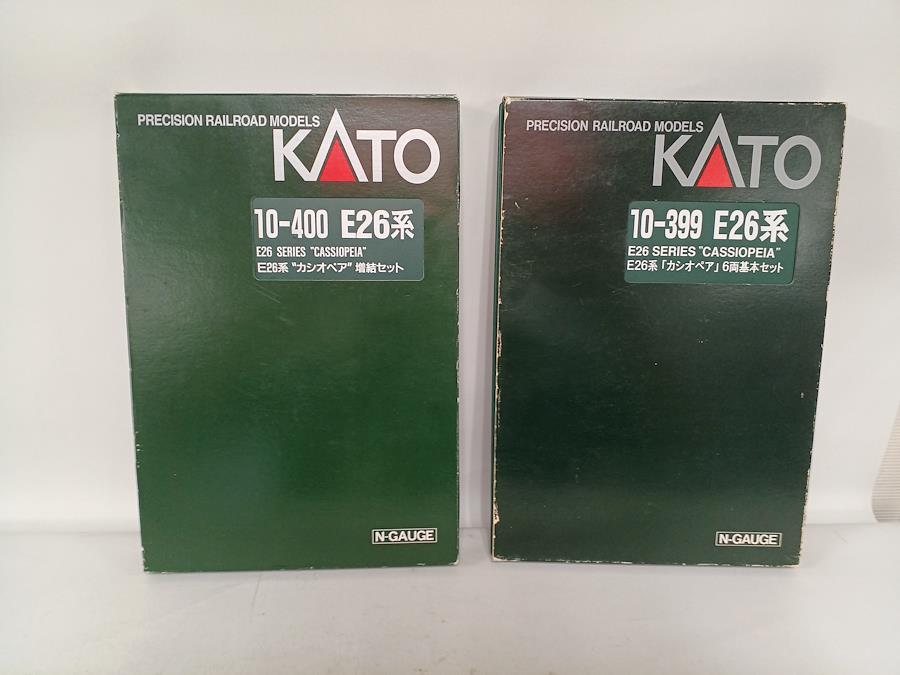 PRECISION RAILROAD MODELS
KATO
10-400 E26系
E26 SERIES "CASSIOPEIA"
E26系 "カシオペア" 増結セット
N-GAUGE
PRECISION RAILROAD MODELS
KATO
10-399 E26系
E26 SERIES "CASSIOPEIA"
E26系「カシオペア」6両基本セット
N-GAUGE